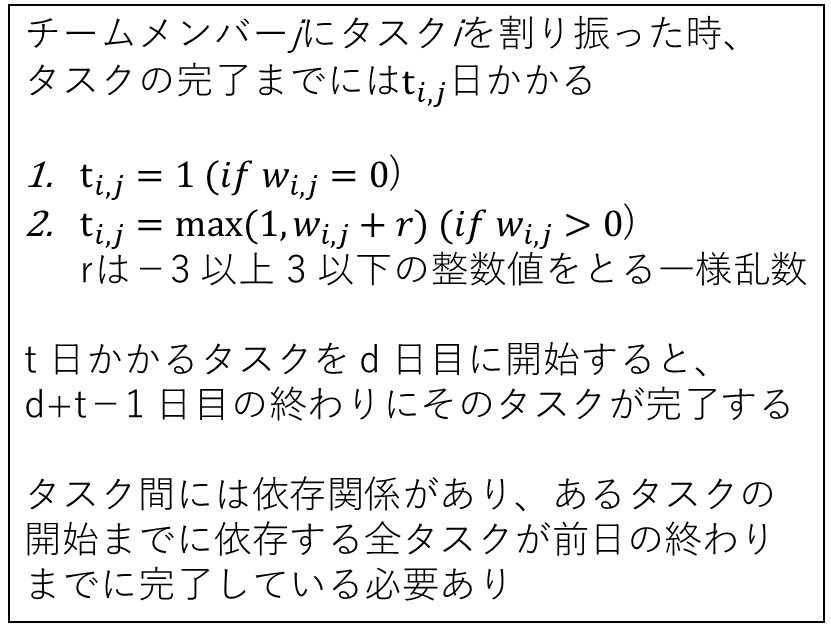 チームメンバーjにタスクiを割り振った時、
タスクの完了までにはt_{i,j}日かかる
1. t_{i,j} = 1 (if w_{i,j} = 0)
2. t_{i,j} = max(1, w_{i,j} + r) (if w_{i,j} > 0)
rは－3 以上 3 以下の整数値をとる一様乱数
t 日かかるタスクを d 日目に開始すると、
d+t－1 日目の終わりにそのタスクが完了する
タスク間には依存関係があり、あるタスクの
開始までに依存する全タスクが前日の終わり
までに完了している必要あり